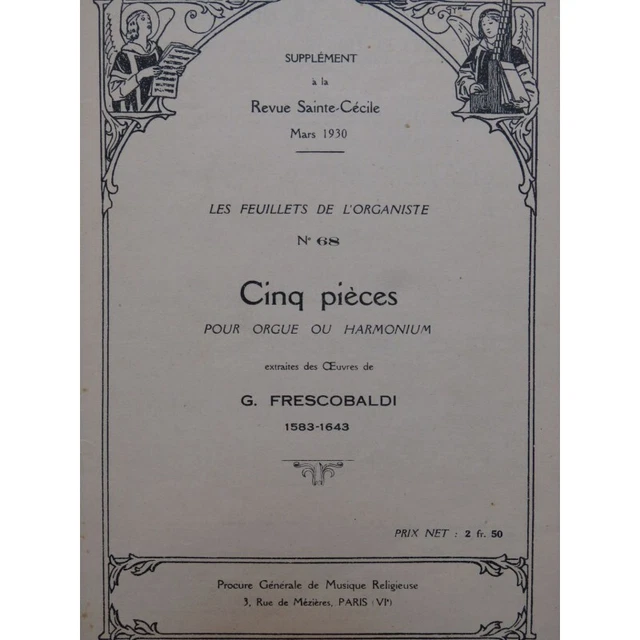 SUPPLÉMENT
à la
Revue Sainte-Cécile
Mars 1930
LES FEUILLETS DE L'ORGANISTE
Nº 68
Cinq pièces
POUR ORGUE OU HARMONIUM
extraites des Œuvres de
G. FRESCOBALDI
1583-1643
PRIX NET : 2 fr. 50
Procure Générale de Musique Religieuse
3, Rue de Mézières, PARIS (VIe)